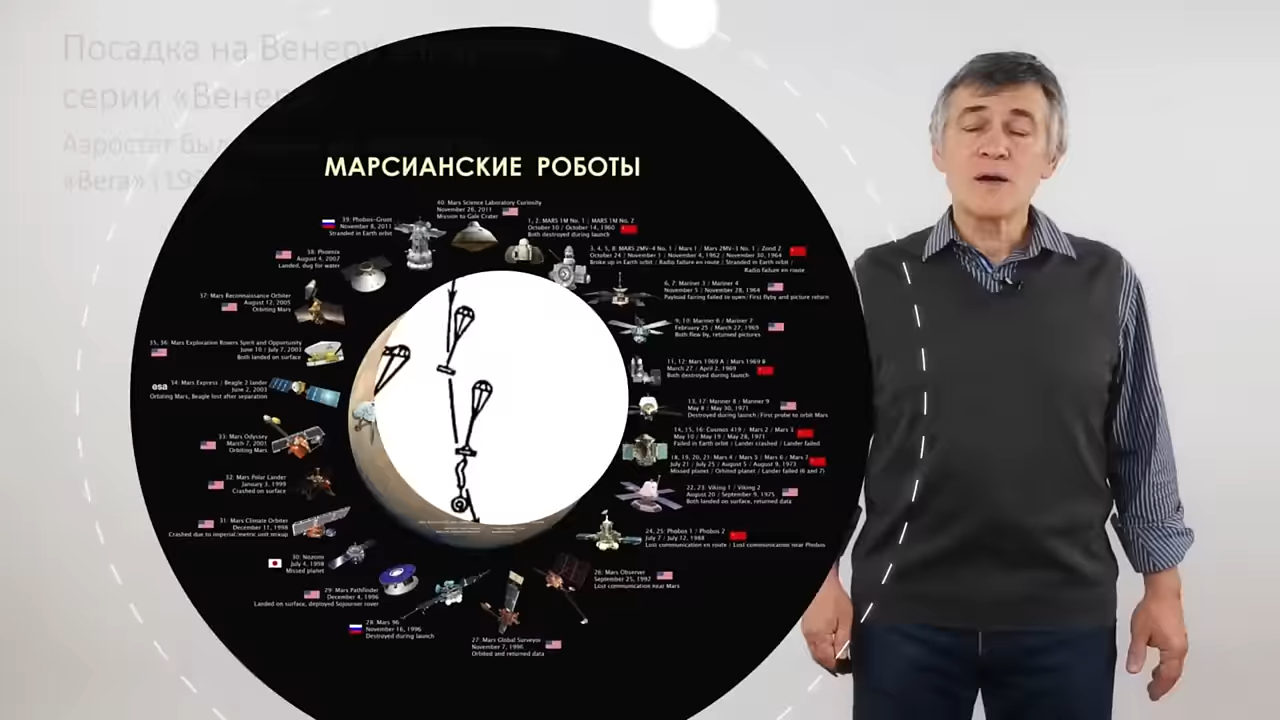 Посадка на Венеру
серии «Венера»
Аэростат был
«Вега» (19
МАРСИАНСКИЕ РОБОТЫ
40: Mars Science Laboratory Curiosity
November 26, 2011
Mission to Gale Crater
39: Phobos-Grunt
November 8, 2011
Stranded in Earth orbit
38: Phoenix
August 4, 2007
Landed, dug for water
37: Mars Reconnaissance Orbiter
August 12, 2005
Orbiting Mars
35, 36: Mars Exploration Rovers Spirit and Opportunity
June 10 / July 7, 2003
Both landed on surface
esa
34: Mars Express / Beagle 2 lander
June 2, 2003
Orbiting Mars, Beagle lost after separation
33: Mars Odyssey
March 7, 2001
Orbiting Mars
32: Mars Polar Lander
January 3, 1999
Crashed on surface
31: Mars Climate Orbiter
December 11, 1998
Crashed due to imperial/metric unit mixup
30: Nozomi
July 4, 1998
Missed planet
29: Mars Pathfinder
December 4, 1996
Landed on surface, deployed Sojourner rover
28: Mars 96
November 16, 1996
Destroyed during launch
27: Mars Global Surveyor
November 7, 1996
Orbited and returned data
26: Mars Observer
September 25, 1992
Lost communication near Mars
24, 25: Phobos 1 / Phobos 2
July 7 / July 12, 1988
Lost communication en route / Lost communication near Phobos
22, 23: Viking 1 / Viking 2
August 20 / September 9, 1975
Both landed on surface, returned data
18, 19, 20, 21: Mars 4 / Mars 5 / Mars 6 / Mars 7
July 21 / July 25 / August 5 / August 9, 1973
Missed planet / Orbited planet / Lander failed (6 and 7)
14, 15, 16: Cosmos 419 / Mars 2 / Mars 3
May 10 / May 19 / May 28, 1971
Failed in Earth orbit / Lander crashed / Lander failed
13, 17: Mariner 8 / Mariner 9
May 8 / May 30, 1971
Destroyed during launch / First probe to orbit Mars
11, 12: Mars 1969 A / Mars 1969 B
March 27 / April 2, 1969
Both destroyed during launch
9, 10: Mariner 6 / Mariner 7
February 25 / March 27, 1969
Both flew by, returned pictures
6, 7: Mariner 3 / Mariner 4
November 5 / November 28, 1964
Payload fairing failed to open/First flyby and picture return
3, 4, 5, 8: MARS 2MV-4 No. 1 / Mars 1 / Mars 2MV-3 No. 1 / Zond 2
October 24 / November 1 / November 4, 1962 / November 30, 1964
Broke up in Earth orbit / Radio failure en route / Stranded in Earth orbit /
Radio failure en route
1, 2: MARS 1M No. 1 / MARS 1M No. 2
October 10 / October 14, 1960
Both destroyed during launch